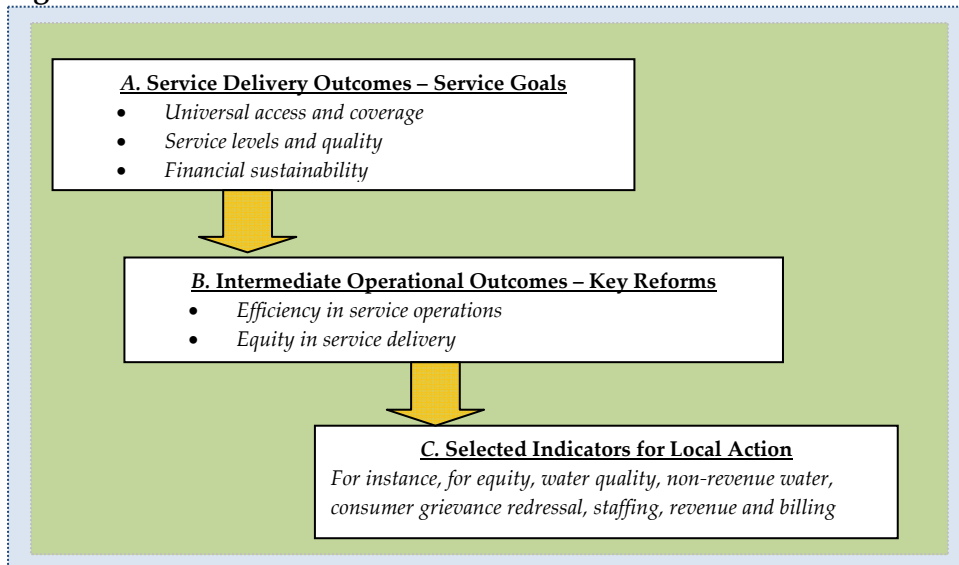 A. Service Delivery Outcomes – Service Goals
• Universal access and coverage
• Service levels and quality
• Financial sustainability
B. Intermediate Operational Outcomes – Key Reforms
• Efficiency in service operations
• Equity in service delivery
C. Selected Indicators for Local Action
For instance, for equity, water quality, non-revenue water,
consumer grievance redressal, staffing, revenue and billing